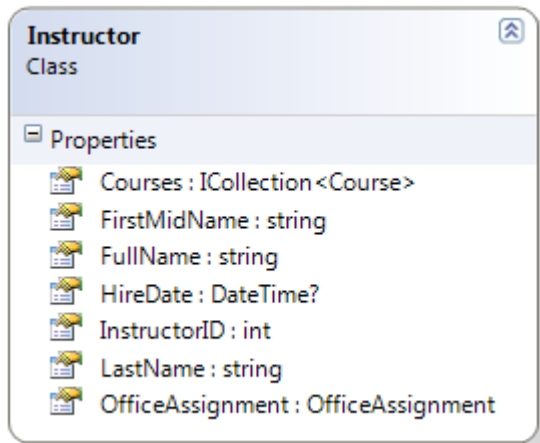 Instructor
Class
Properties
Courses : ICollection<Course>
FirstMidName : string
FullName : string
HireDate : DateTime?
InstructorID : int
LastName : string
OfficeAssignment : OfficeAssignment